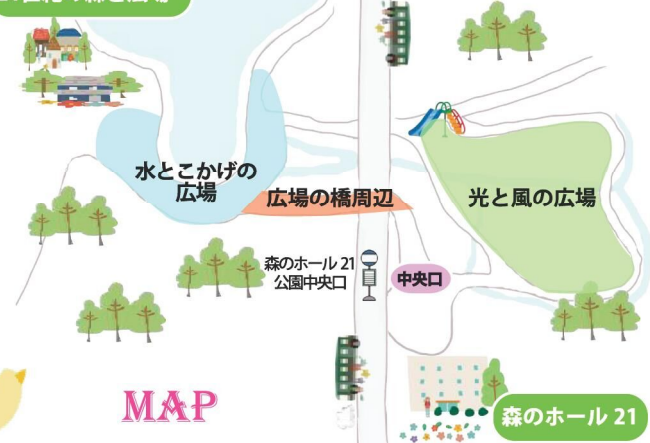 水とこかげの
広場
広場の橋周辺
光と風の広場
森のホール 21
公園中央口
中央口
MAP
森のホール 21